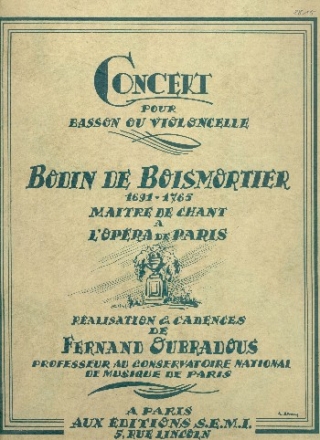 CONCERT
POUR
BASSON OU VIOLONCELLE
BODIN DE BOISMORTIER
1691-1765
MAITRE DE CHANT
A
L'OPÉRA DE PARIS
RÉALISATION & CADENCES
DE
FERNAND OUBRADOUS
PROFESSEUR AU CONSERVATOIRE NATIONAL
DE MUSIQUE DE PARIS
A PARIS
AUX ÉDITIONS S.E.M.I.
5, RUE LINCOLN